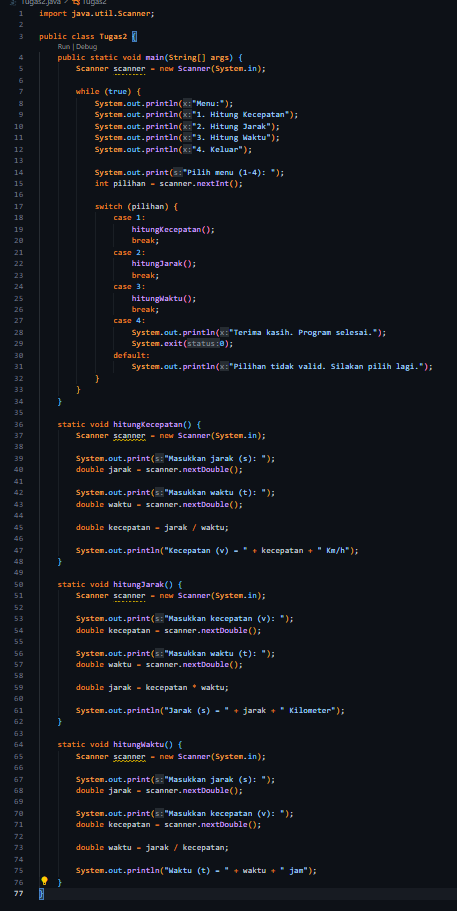 Tugas2.java > Tugas2
1 import java.util.Scanner;
2
3 public class Tugas2 {
Run | Debug
4 public static void main(String[] args) {
5 Scanner scanner = new Scanner(System.in);
6
7 while (true) {
8 System.out.println(x:"Menu:");
9 System.out.println(x:"1. Hitung Kecepatan");
10 System.out.println(x:"2. Hitung Jarak");
11 System.out.println(x:"3. Hitung Waktu");
12 System.out.println(x:"4. Keluar");
13
14 System.out.print(s:"Pilih menu (1-4): ");
15 int pilihan = scanner.nextInt();
16
17 switch (pilihan) {
18 case 1:
19 hitungKecepatan();
20 break;
21 case 2:
22 hitungJarak();
23 break;
24 case 3:
25 hitungWaktu();
26 break;
27 case 4:
28 System.out.println(x:"Terima kasih. Program selesai.");
29 System.exit(status:0);
30 default:
31 System.out.println(x:"Pilihan tidak valid. Silakan pilih lagi.");
32 }
33 }
34 }
35
36 static void hitungKecepatan() {
37 Scanner scanner = new Scanner(System.in);
38
39 System.out.print(s:"Masukkan jarak (s): ");
40 double jarak = scanner.nextDouble();
41
42 System.out.print(s:"Masukkan waktu (t): ");
43 double waktu = scanner.nextDouble();
44
45 double kecepatan = jarak / waktu;
46
47 System.out.println("Kecepatan (v) = " + kecepatan + " Km/h");
48 }
49
50 static void hitungJarak() {
51 Scanner scanner = new Scanner(System.in);
52
53 System.out.print(s:"Masukkan kecepatan (v): ");
54 double kecepatan = scanner.nextDouble();
55
56 System.out.print(s:"Masukkan waktu (t): ");
57 double waktu = scanner.nextDouble();
58
59 double jarak = kecepatan * waktu;
60
61 System.out.println("Jarak (s) = " + jarak + " Kilometer");
62 }
63
64 static void hitungWaktu() {
65 Scanner scanner = new Scanner(System.in);
66
67 System.out.print(s:"Masukkan jarak (s): ");
68 double jarak = scanner.nextDouble();
69
70 System.out.print(s:"Masukkan kecepatan (v): ");
71 double kecepatan = scanner.nextDouble();
72
73 double waktu = jarak / kecepatan;
74
75 System.out.println("Waktu (t) = " + waktu + " jam");
76 }
77 }